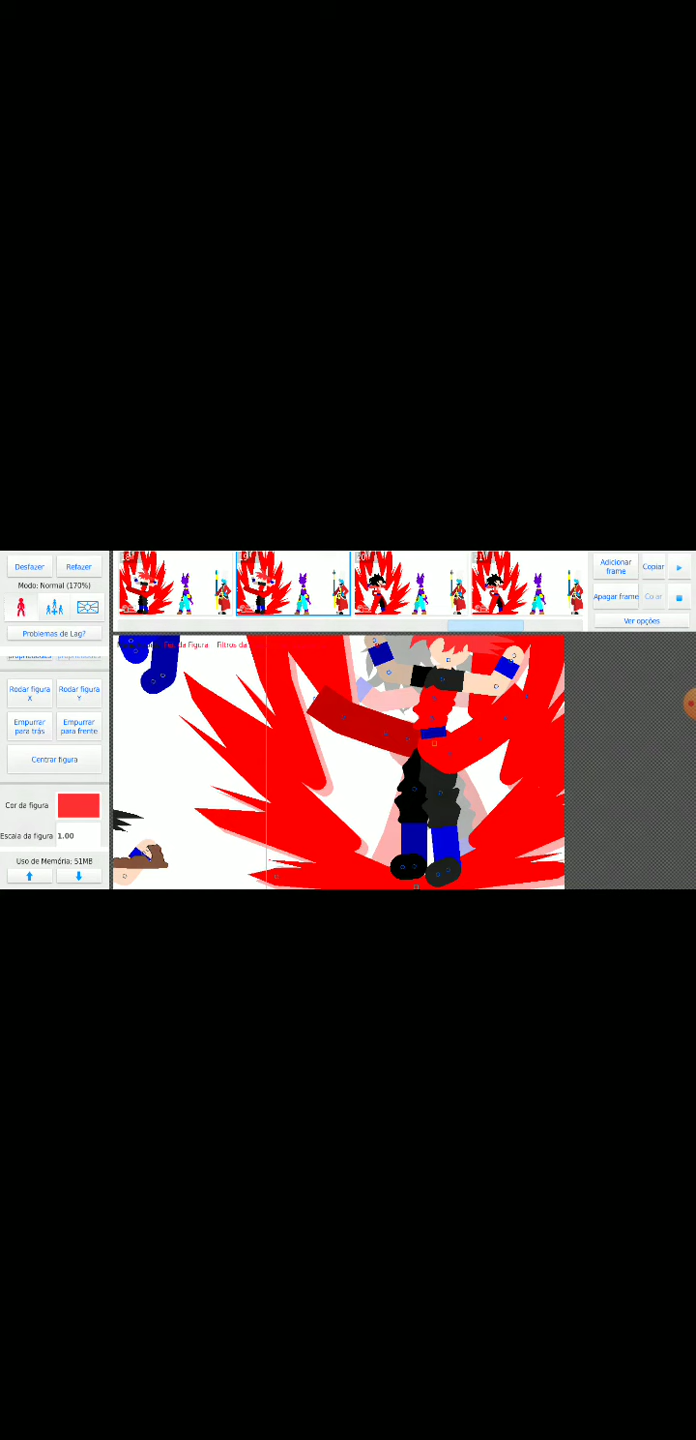 Desfazer Refazer
Modo: Normal (170%)
Problemas de Lag?
Rodar figura X
Rodar figura Y
Empurrar para trás
Empurrar para frente
Centrar figura
Cor da figura
Escala da figura 1.00
Uso de Memória: 51MB
da Figura Filtros da
Adicionar frame
Copiar
Apagar frame
Ver opções